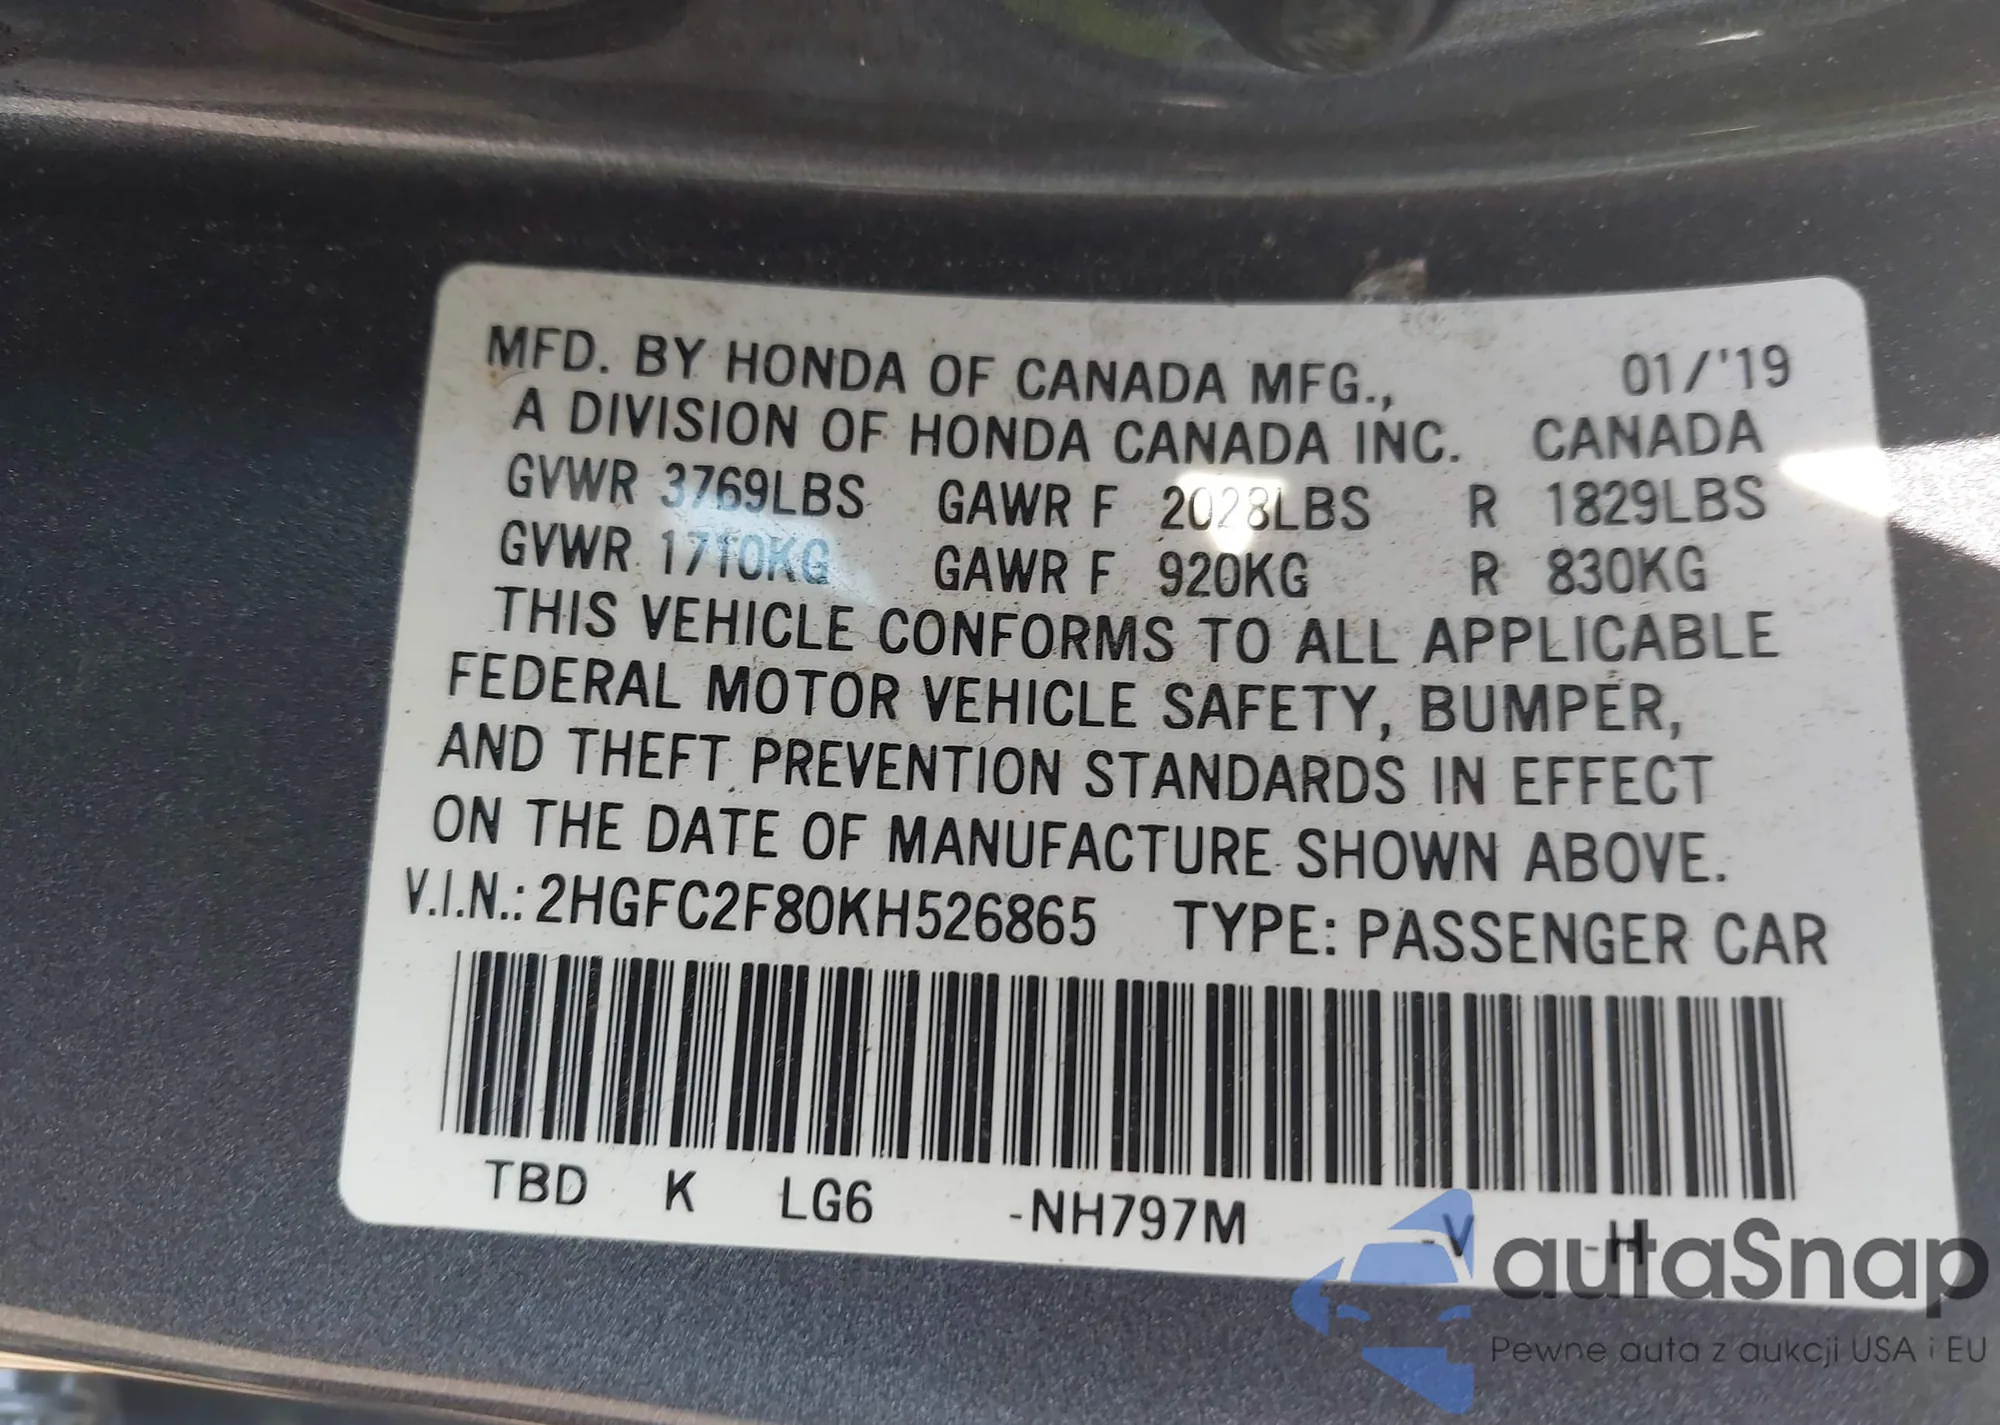 MFD. BY HONDA OF CANADA MFG., 01/'19
A DIVISION OF HONDA CANADA INC. CANADA
GVWR 3769LBS GAWR F 2028LBS R 1829LBS
GVWR 1710KG GAWR F 920KG R 830KG
THIS VEHICLE CONFORMS TO ALL APPLICABLE
FEDERAL MOTOR VEHICLE SAFETY, BUMPER,
AND THEFT PREVENTION STANDARDS IN EFFECT
ON THE DATE OF MANUFACTURE SHOWN ABOVE.
V.I.N.: 2HGFC2F80KH526865 TYPE: PASSENGER CAR
TBD K LG6 -NH797M -V -H
autaSnap
Pewne auta z aukcji USA i EU